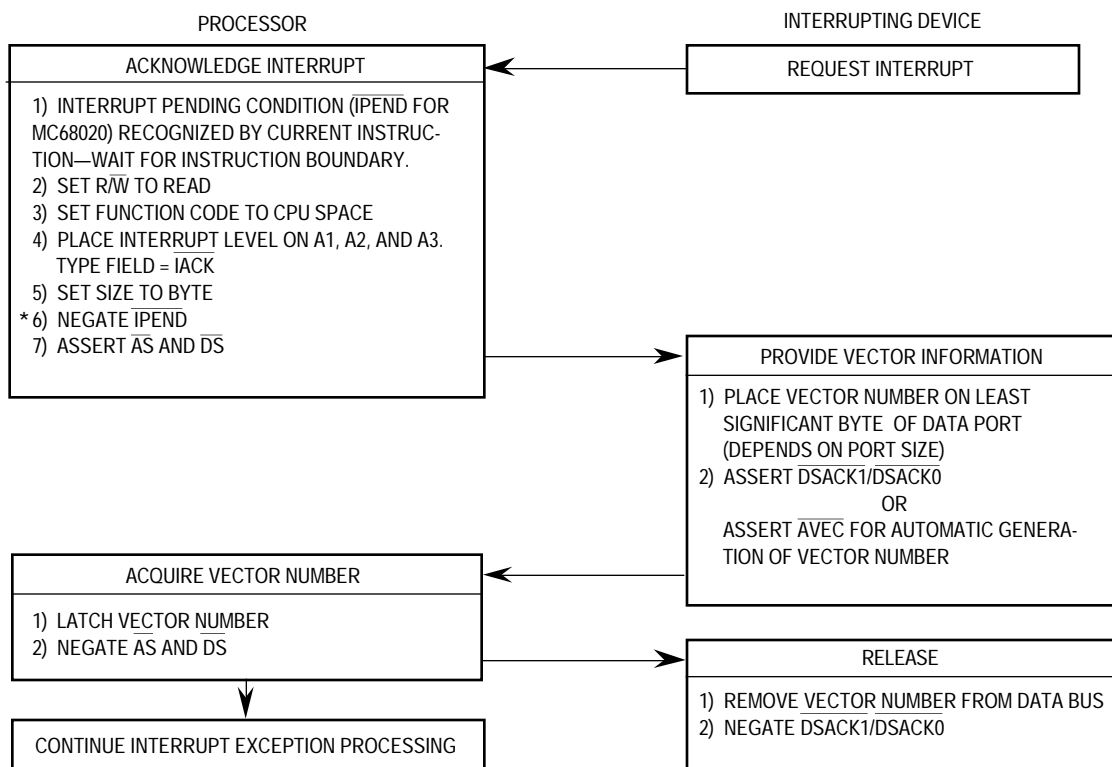 PROCESSOR
INTERRUPTING DEVICE
ACKNOWLEDGE INTERRUPT
1) INTERRUPT PENDING CONDITION (IPEND FOR
MC68020) RECOGNIZED BY CURRENT INSTRUC-
TION—WAIT FOR INSTRUCTION BOUNDARY.
2) SET R/W TO READ
3) SET FUNCTION CODE TO CPU SPACE
4) PLACE INTERRUPT LEVEL ON A1, A2, AND A3.
TYPE FIELD = IACK
5) SET SIZE TO BYTE
* 6) NEGATE IPEND
7) ASSERT AS AND DS
REQUEST INTERRUPT
PROVIDE VECTOR INFORMATION
1) PLACE VECTOR NUMBER ON LEAST
SIGNIFICANT BYTE OF DATA PORT
(DEPENDS ON PORT SIZE)
2) ASSERT DSACK1/DSACK0
OR
ASSERT AVEC FOR AUTOMATIC GENERA-
TION OF VECTOR NUMBER
ACQUIRE VECTOR NUMBER
1) LATCH VECTOR NUMBER
2) NEGATE AS AND DS
RELEASE
1) REMOVE VECTOR NUMBER FROM DATA BUS
2) NEGATE DSACK1/DSACK0
CONTINUE INTERRUPT EXCEPTION PROCESSING